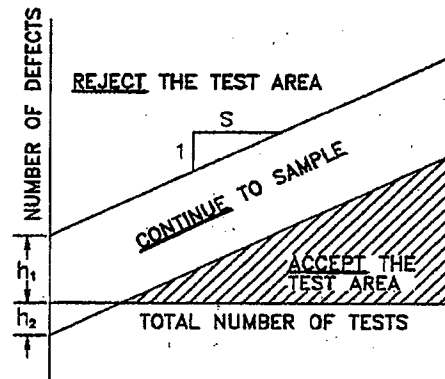 NUMBER OF DEFECTS
REJECT THE TEST AREA
S
1
CONTINUE TO SAMPLE
h₁
ACCEPT THE
TEST AREA
h₂
TOTAL NUMBER OF TESTS